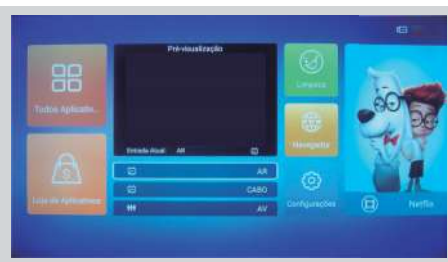 Pré-visualização
Todos Aplicativ...
Limpeza
Navegador
Entrada Atual: AR
AR
Loja de Aplicativos
CABO
Configurações
AV
Netflix